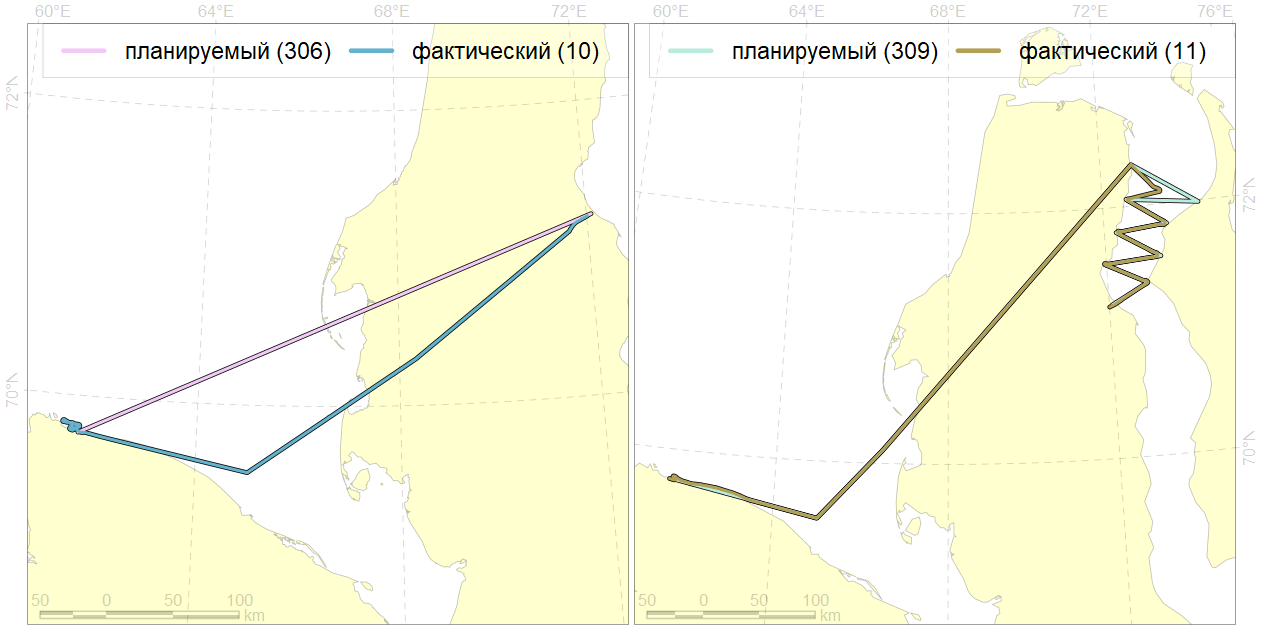 60°E 64°E 68°E 72°E
60°E 64°E 68°E 72°E 76°E
планируемый (306) фактический (10)
планируемый (309) фактический (11)
72°N
70°N
72°N
70°N
50 0 50 100
km
50 0 50 100
km